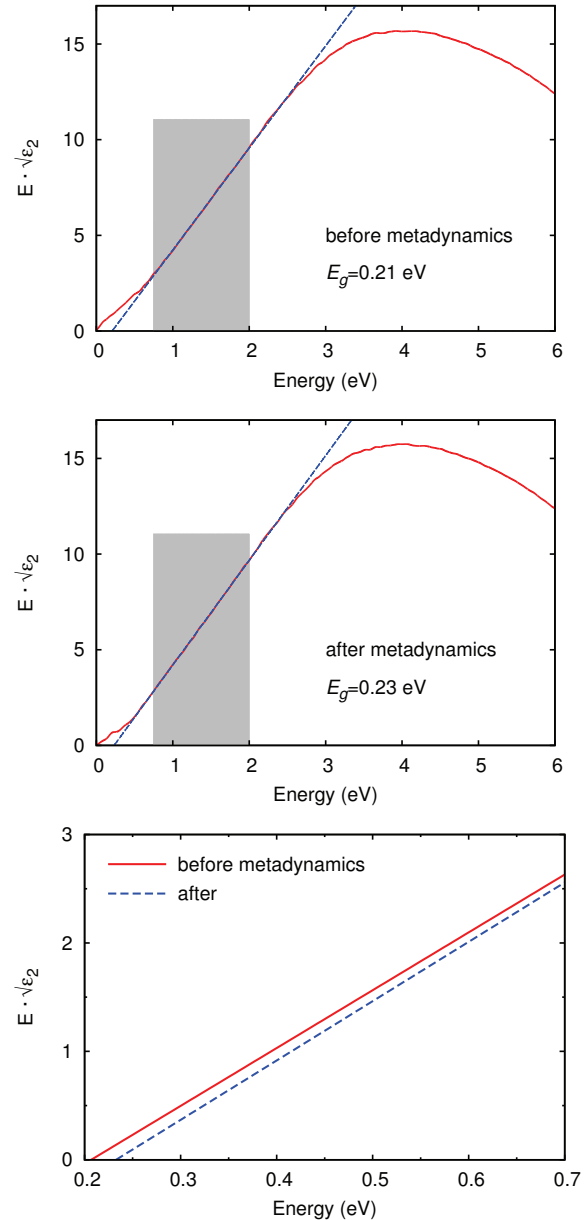 15
10
5
0
E · √ε₂
before metadynamics
E_g=0.21 eV
0 1 2 3 4 5 6
Energy (eV)
15
10
5
0
E · √ε₂
after metadynamics
E_g=0.23 eV
0 1 2 3 4 5 6
Energy (eV)
3
2
1
0
E · √ε₂
before metadynamics
after
0.2 0.3 0.4 0.5 0.6 0.7
Energy (eV)